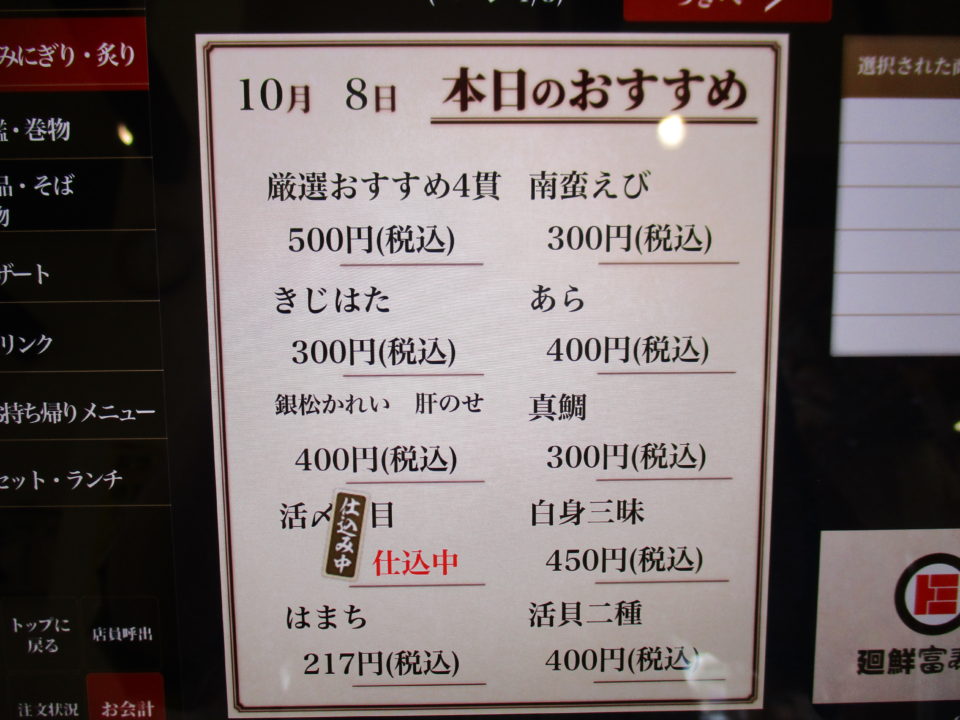 つぎへ
みにぎり・炙り
・巻物
品・そば
物
ザート
リンク
持ち帰りメニュー
セット・ランチ
トップに
戻る
店員呼出
注文状況
お会計
10月 8日 本日のおすすめ
厳選おすすめ4貫
500円(税込)
南蛮えび
300円(税込)
きじはた
300円(税込)
あら
400円(税込)
銀松かれい 肝のせ
400円(税込)
真鯛
300円(税込)
活〆
目
仕込み中
仕込中
白身三昧
450円(税込)
はまち
217円(税込)
活貝二種
400円(税込)
選択された
廻鮮富